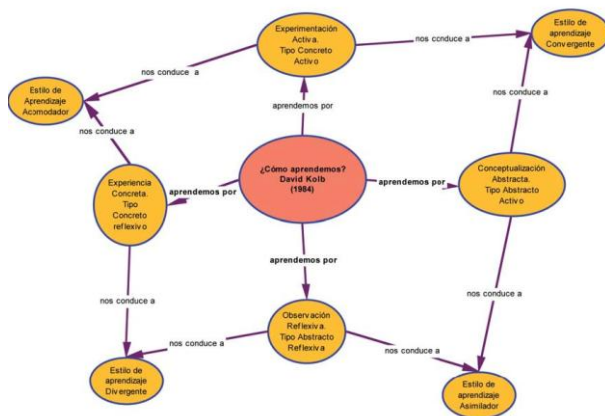 Experimentación
Activa.
Tipo Concreto
Activo
nos conduce a
nos ccnduce a
Estilo de
aprendizaje
Convergente
Estilo de
Aprendizaje
Acomodador
aprendemos por
nos conduce a
nos conduce a
¿Cómo aprendemos?
David Kolb
(1984)
Experiencia
Concreta.
Tipo
Concreto
reflexivo
aprendemos por
aprendemos por
Conceptualización
Abstracta.
Tipo Abstracto
Activo
aprendemos por
nos conduce a
nos conduce a
Observación
Reflexiva.
Tipo Abstracto
Reflexiva
nos conduce a
nos conduce a
Estilo de
aprendizaje
Divergente
Estilo de
aprendizaje
Asimilador